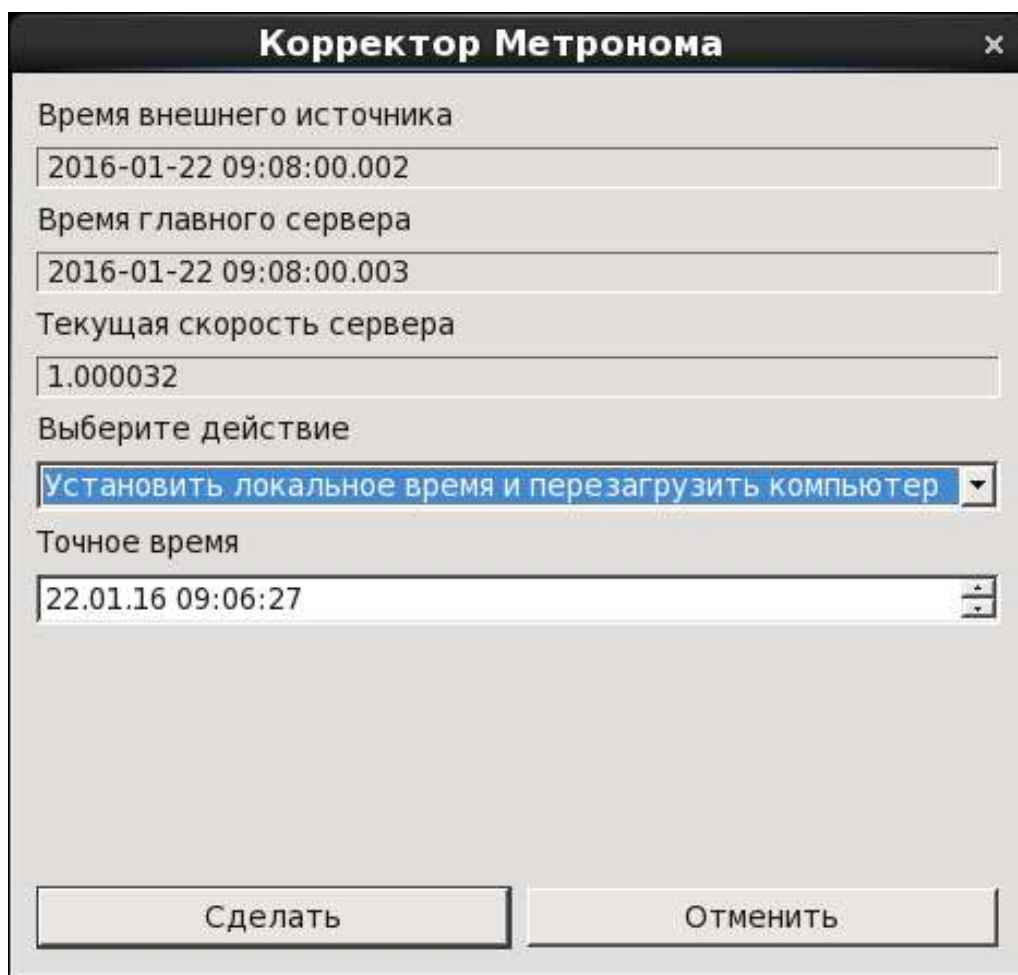 Корректор Метронома
Время внешнего источника
2016-01-22 09:08:00.002
Время главного сервера
2016-01-22 09:08:00.003
Текущая скорость сервера
1.000032
Выберите действие
Установить локальное время и перезагрузить компьютер
Точное время
22.01.16 09:06:27
Сделать Отменить